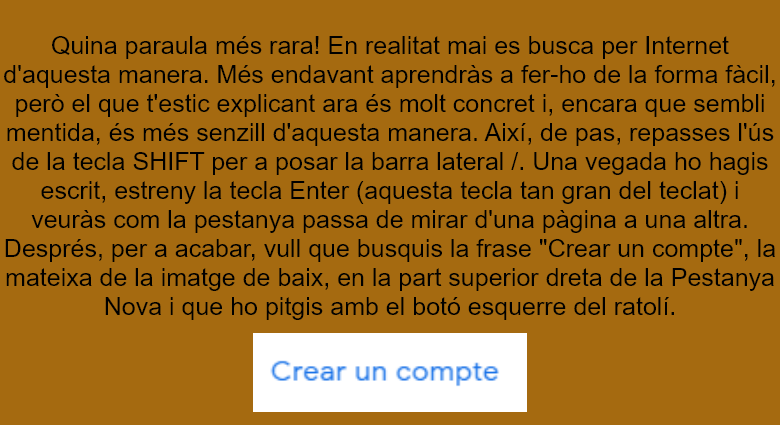 Quina paraula més rara! En realitat mai es busca per Internet
d'aquesta manera. Més endavant aprendràs a fer-ho de la forma fàcil,
però el que t'estic explicant ara és molt concret i, encara que sembli
mentida, és més senzill d'aquesta manera. Així, de pas, repasses l'ús
de la tecla SHIFT per a posar la barra lateral /. Una vegada ho hagis
escrit, estreny la tecla Enter (aquesta tecla tan gran del teclat) i
veuràs com la pestanya passa de mirar d'una pàgina a una altra.
Després, per a acabar, vull que busquis la frase "Crear un compte", la
mateixa de la imatge de baix, en la part superior dreta de la Pestanya
Nova i que ho pitgis amb el botó esquerre del ratolí.
Crear un compte